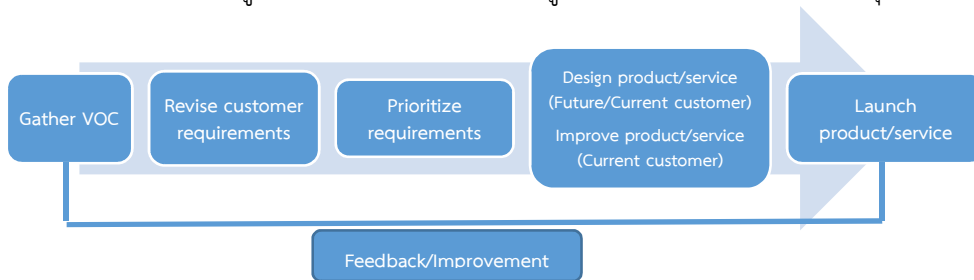 Gather VOC
Revise customer
requirements
Prioritize
requirements
Design product/service
(Future/Current customer)
Improve product/service
(Current customer)
Launch
product/service
Feedback/Improvement